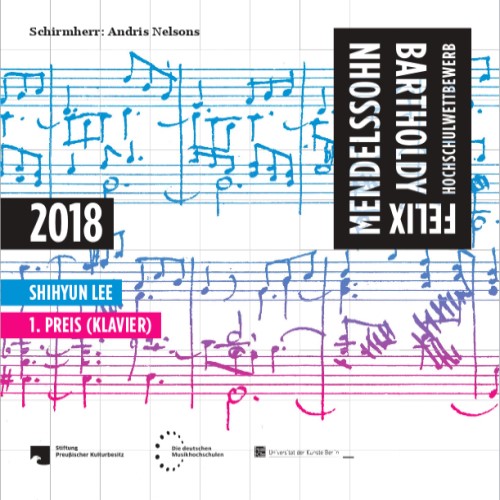 Schirmherr: Andris Nelsons
FELIX
MENDELSSOHN
BARTHOLDY
HOCHSCHULWETTBEWERB
2018
SHIHYUN LEE
1. PREIS (KLAVIER)
Stiftung
Preußischer Kulturbesitz
Die deutschen
Musikhochschulen
Universität der Künste Berlin